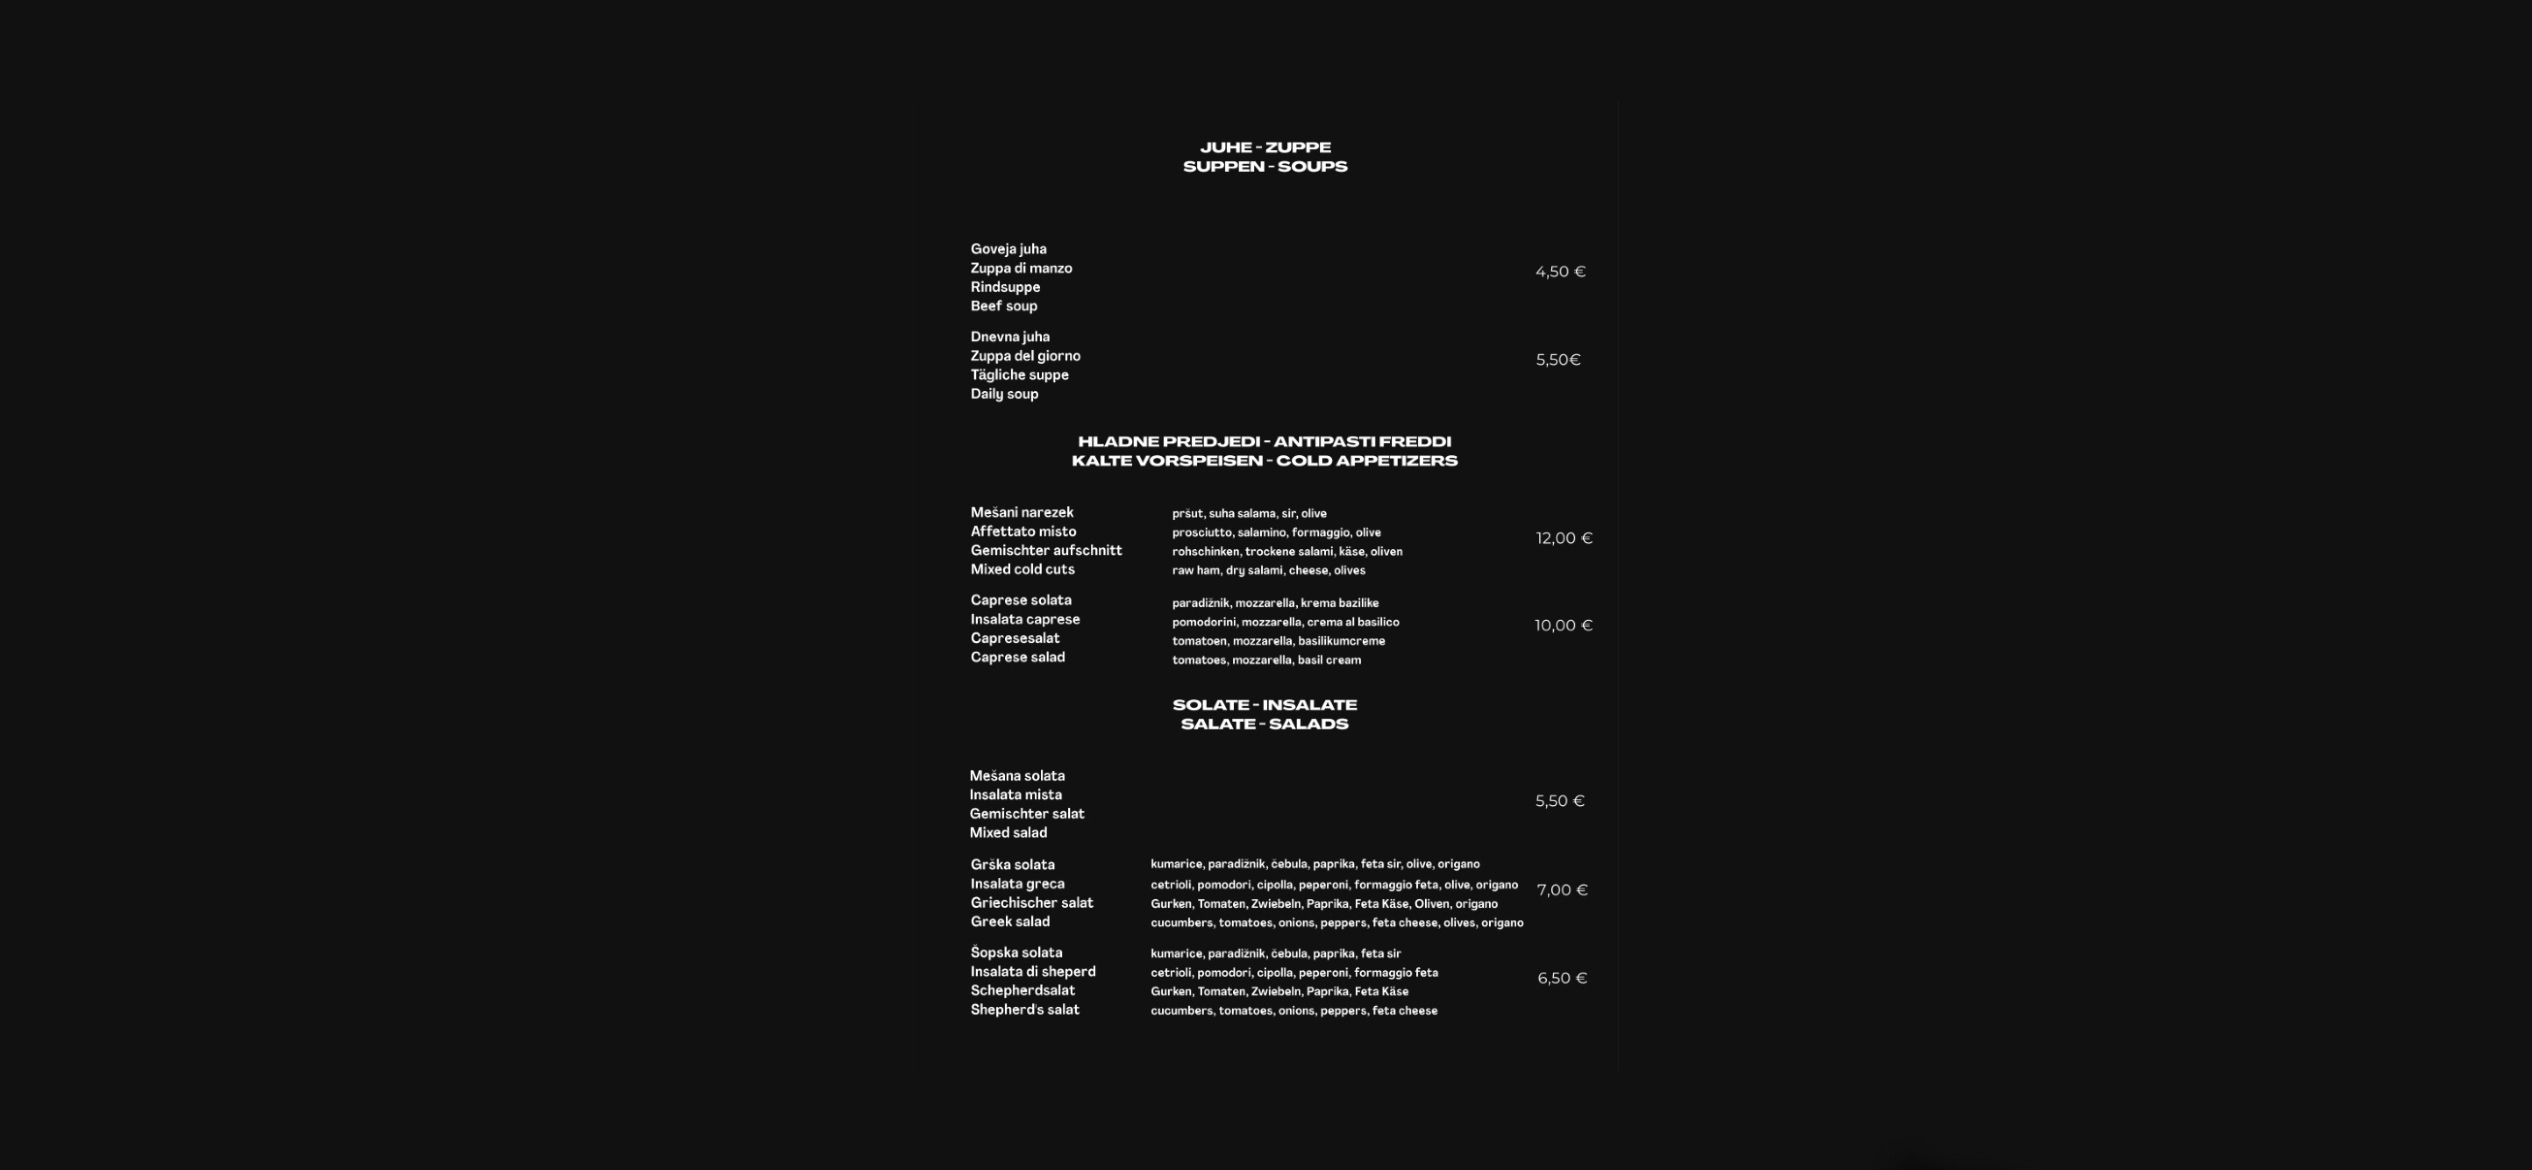 JUHE - ZUPPE
SUPPEN - SOUPS
Goveja juha
Zuppa di manzo
Rindsuppe
Beef soup
4,50 €
Dnevna juha
Zuppa del giorno
Tägliche suppe
Daily soup
5,50€
HLADNE PREDJEDI - ANTIPASTI FREDDI
KALTE VORSPEISEN - COLD APPETIZERS
Mešani narezek pršut, suha salama, sir, olive
Affettato misto prosciutto, salamino, formaggio, olive
Gemischter aufschnitt rohschinken, trockene salami, käse, oliven
Mixed cold cuts raw ham, dry salami, cheese, olives
12,00 €
Caprese solata paradižnik, mozzarella, krema bazilike
Insalata caprese pomodorini, mozzarella, crema al basilico
Capresesalat tomatoen, mozzarella, basilikumcreme
Caprese salad tomatoes, mozzarella, basil cream
10,00 €
SOLATE - INSALATE
SALATE - SALADS
Mešana solata
Insalata mista
Gemischter salat
Mixed salad
5,50 €
Grška solata kumarice, paradižnik, čebula, paprika, feta sir, olive, origano
Insalata greca cetrioli, pomodori, cipolla, peperoni, formaggio feta, olive, origano
Griechischer salat Gurken, Tomaten, Zwiebeln, Paprika, Feta Käse, Oliven, origano
Greek salad cucumbers, tomatoes, onions, peppers, feta cheese, olives, origano
7,00 €
Šopska solata kumarice, paradižnik, čebula, paprika, feta sir
Insalata di sheperd cetrioli, pomodori, cipolla, peperoni, formaggio feta
Schepherdsalat Gurken, Tomaten, Zwiebeln, Paprika, Feta Käse
Shepherd's salat cucumbers, tomatoes, onions, peppers, feta cheese
6,50 €